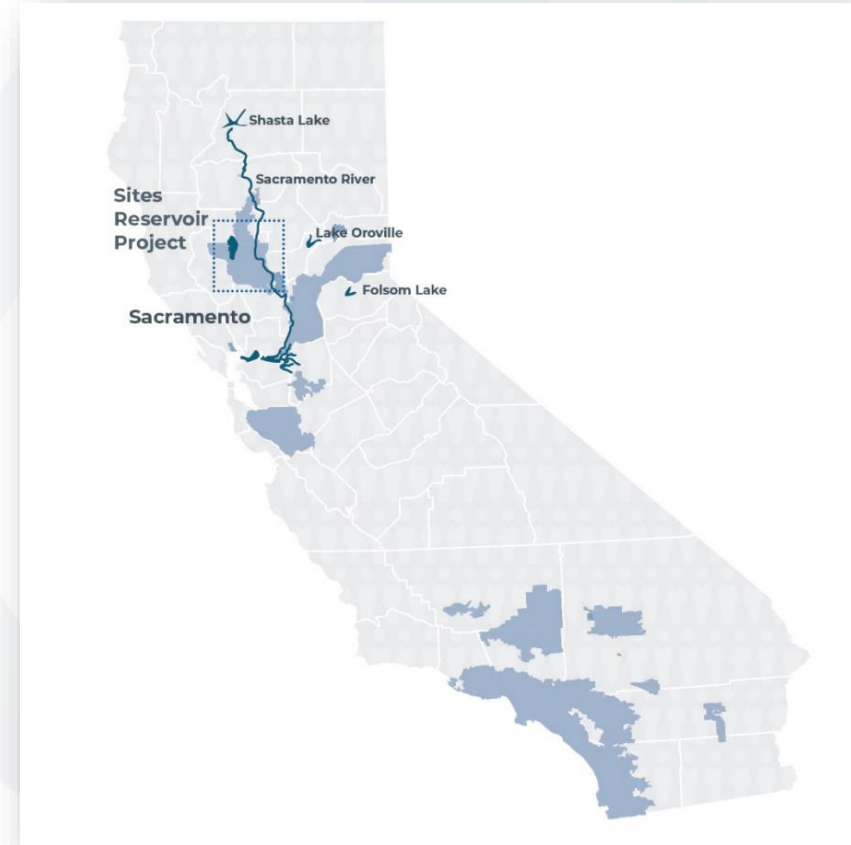 Shasta Lake
Sacramento River
Sites
Reservoir
Project
Lake Oroville
Folsom Lake
Sacramento